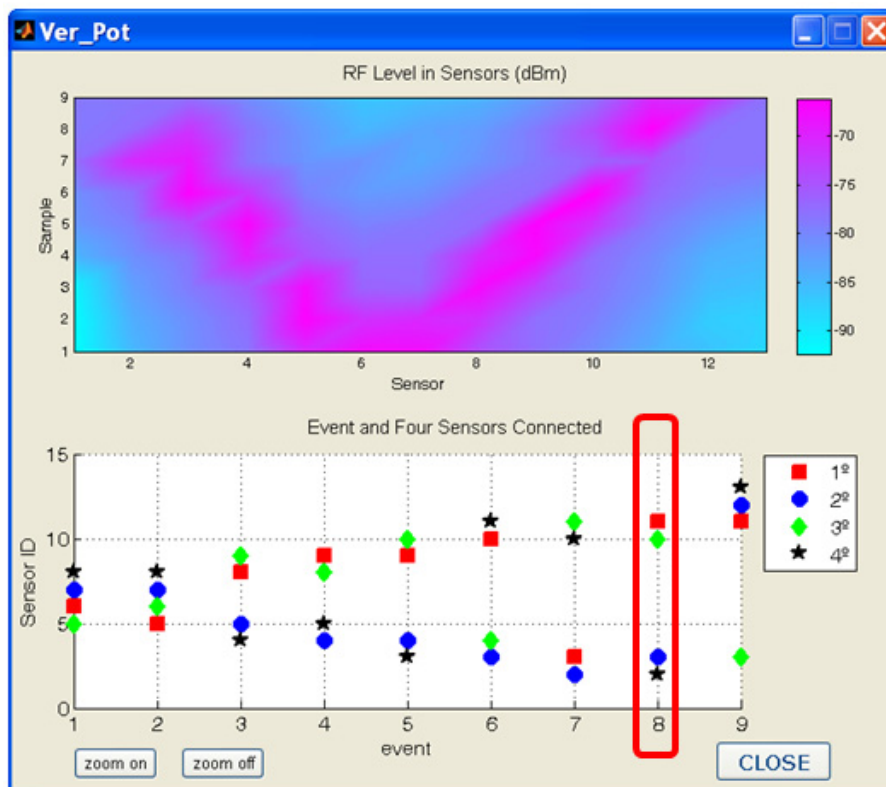 Ver_Pot
RF Level in Sensors (dBm)
9
8
7
6
5
4
3
2
1
Sample
2 4 6 8 10 12
Sensor
-70
-75
-80
-85
-90
Event and Four Sensors Connected
15
10
5
0
Sensor ID
1 2 3 4 5 6 7 8 9
event
1º
2º
3º
4º
zoom on
zoom off
CLOSE